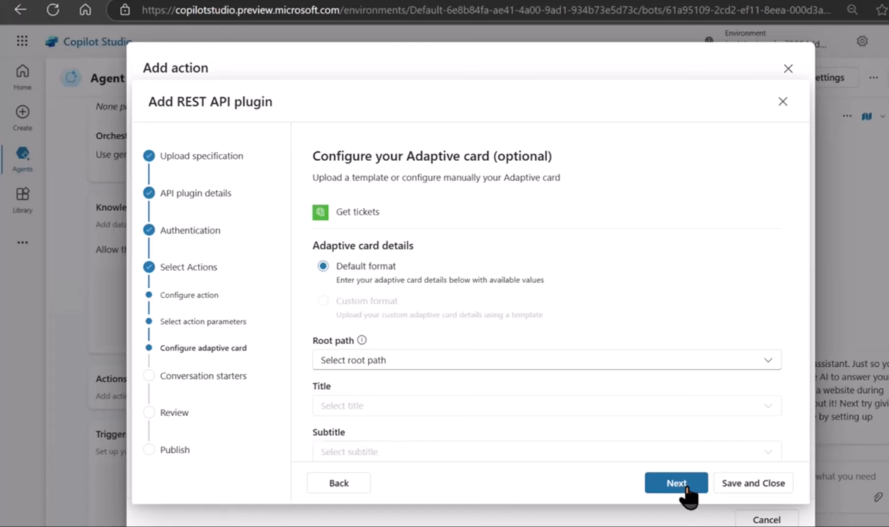 https://copilotstudio.preview.microsoft.com/environments/Default-6e8b84fa-ae41-4a00-9ad1-934b73e5d73c/bots/61a95109-2cd2-ef11-8eea-000d3a...
Copilot Studio
Environment
Home
Create
Agents
Library
Agent
None p
Orches
Use gen
Knowle
Add data
Allow th
Actions
Add acti
Trigger
Set up y
ettings
Add action
Add REST API plugin
Upload specification
API plugin details
Authentication
Select Actions
Configure action
Select action parameters
Configure adaptive card
Conversation starters
Review
Publish
Configure your Adaptive card (optional)
Upload a template or configure manually your Adaptive card
Get tickets
Adaptive card details
Default format
Enter your adaptive card details below with available values
Custom format
Upload your custom adaptive card details using a template
Root path
Select root path
Title
Select title
Subtitle
Select subtitle
Back
Next
Save and Close
Cancel
assistant. Just so yo
AI to answer your
a website during
out it! Next try givi
by setting up
what you need